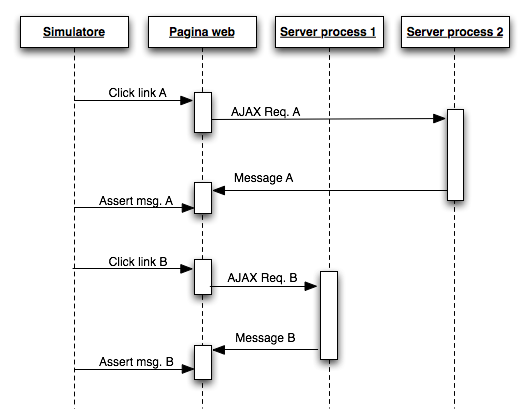 Simulatore
Pagina web
Server process 1
Server process 2
Click link A
AJAX Req. A
Message A
Assert msg. A
Click link B
AJAX Req. B
Message B
Assert msg. B